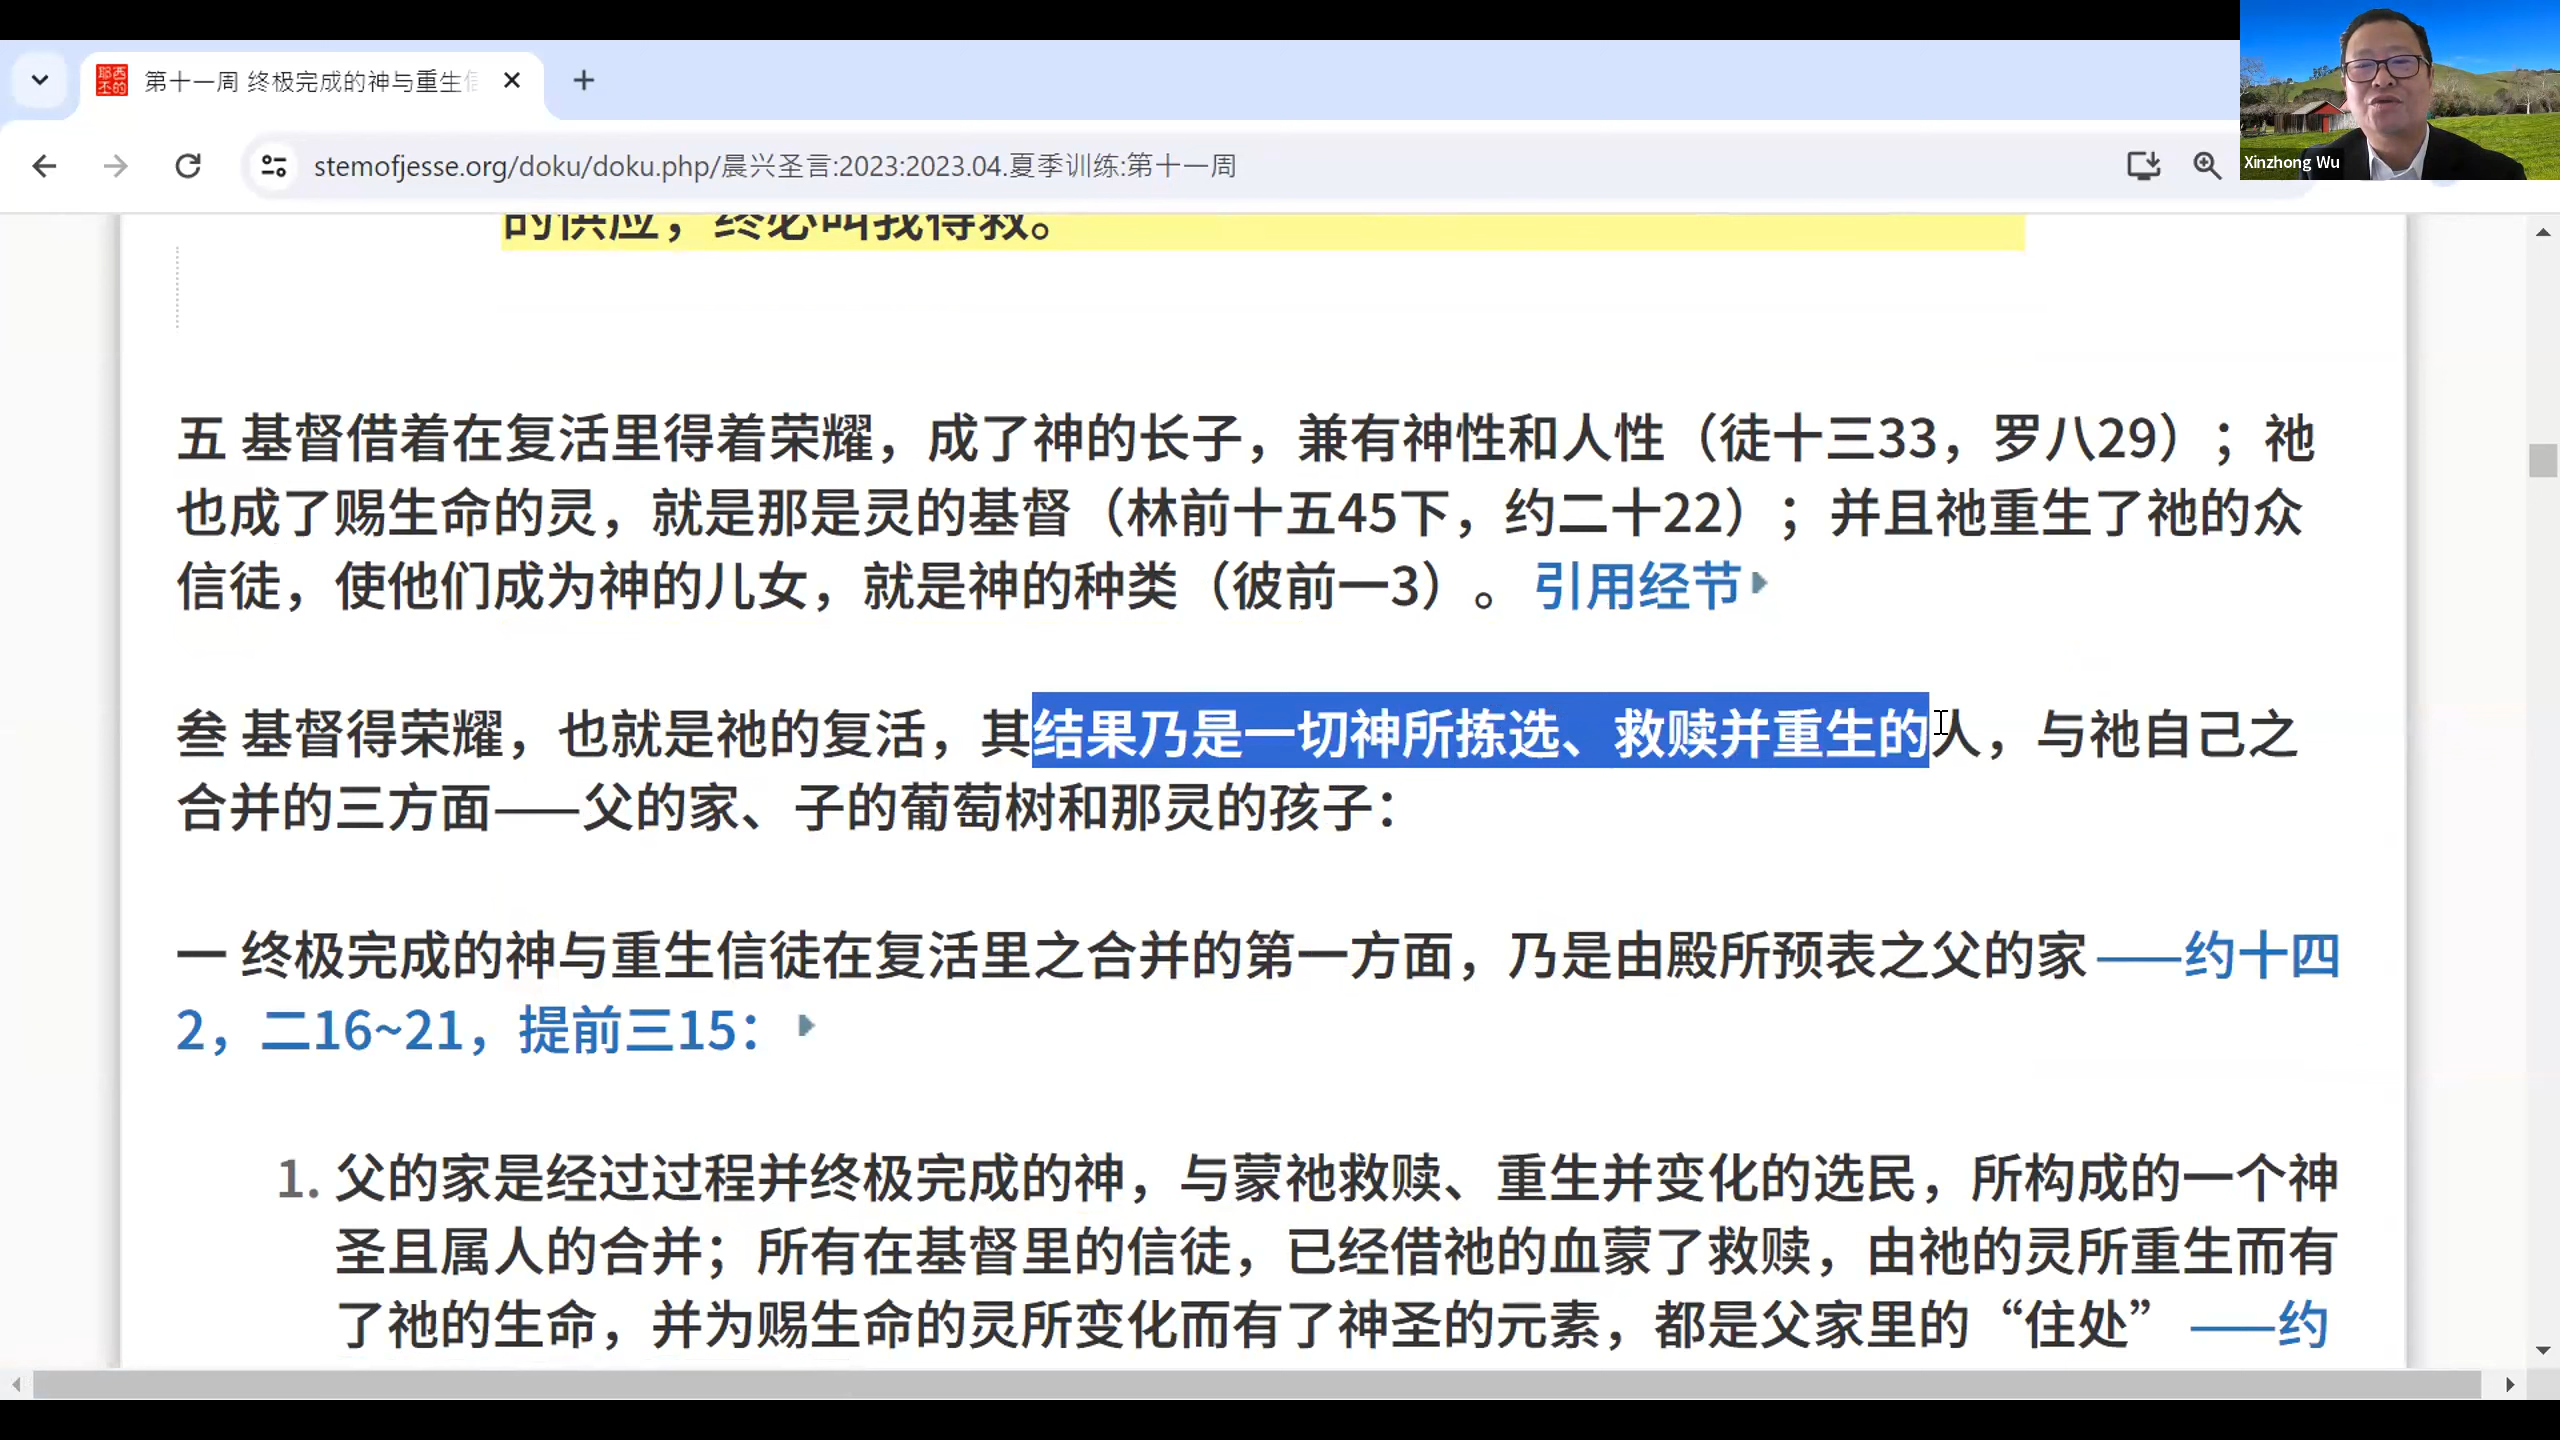 第十一周 终极完成的神与重生信
stemofjesse.org/doku/doku.php/晨兴圣言:2023:2023.04.夏季训练:第十一周
Xinzhong Wu
的供应，终必叫我得救。
五 基督借着在复活里得着荣耀，成了神的长子，兼有神性和人性（徒十三33，罗八29）；祂
也成了赐生命的灵，就是那是灵的基督（林前十五45下，约二十22）；并且祂重生了祂的众
信徒，使他们成为神的儿女，就是神的种类（彼前一3）。 引用经节
叁 基督得荣耀，也就是祂的复活，其结果乃是一切神所拣选、救赎并重生的人，与祂自己之
合并的三方面——父的家、子的葡萄树和那灵的孩子：
一 终极完成的神与重生信徒在复活里之合并的第一方面，乃是由殿所预表之父的家——约十四
2，二16~21，提前三15：
1. 父的家是经过过程并终极完成的神，与蒙祂救赎、重生并变化的选民，所构成的一个神
圣且属人的合并；所有在基督里的信徒，已经借祂的血蒙了救赎，由祂的灵所重生而有
了祂的生命，并为赐生命的灵所变化而有了神圣的元素，都是父家里的“住处”——约